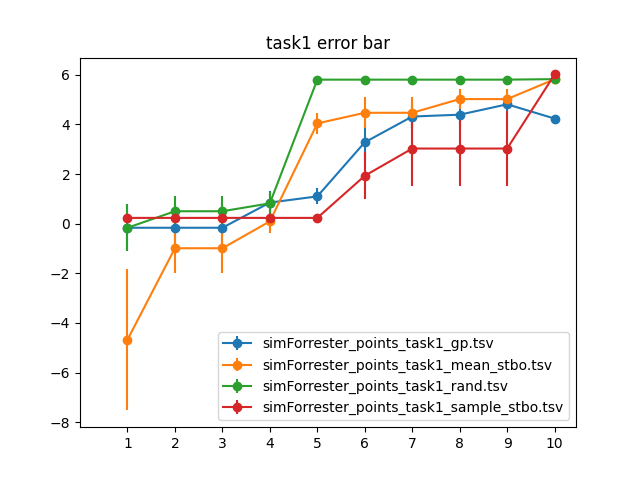 task1 error bar
6
4
2
0
−2
−4
−6
−8
simForrester_points_task1_gp.tsv
simForrester_points_task1_mean_stbo.tsv
simForrester_points_task1_rand.tsv
simForrester_points_task1_sample_stbo.tsv
1 2 3 4 5 6 7 8 9 10